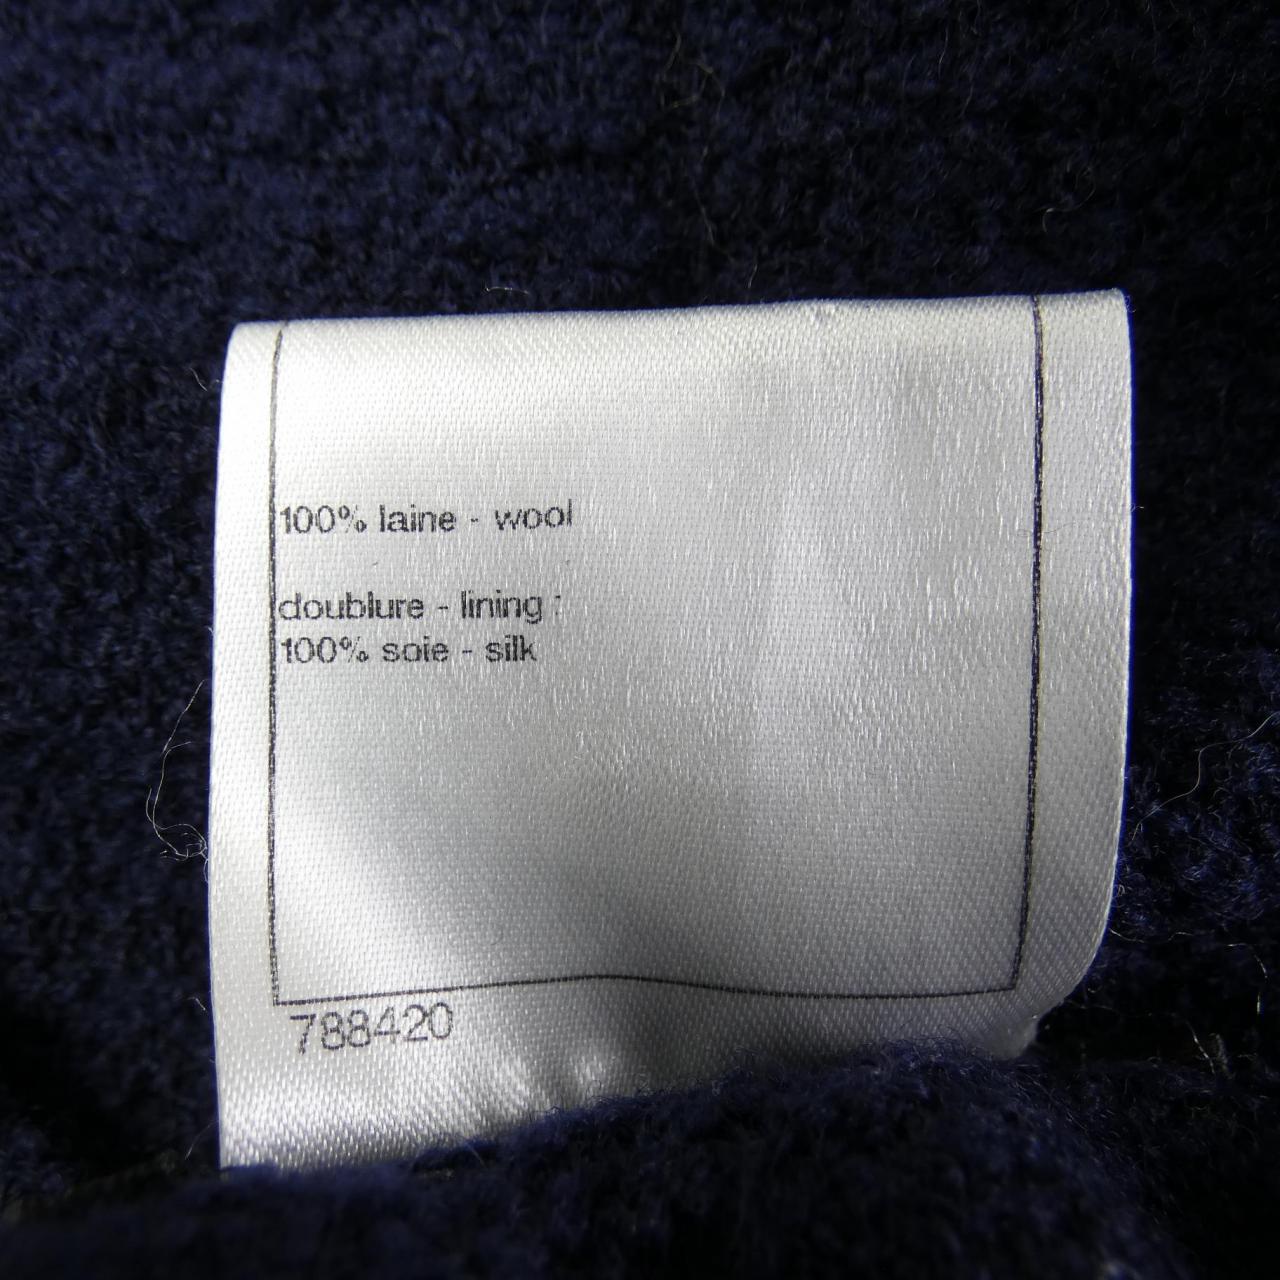 100% laine - wool
doublure - lining :
100% soie - silk
788420